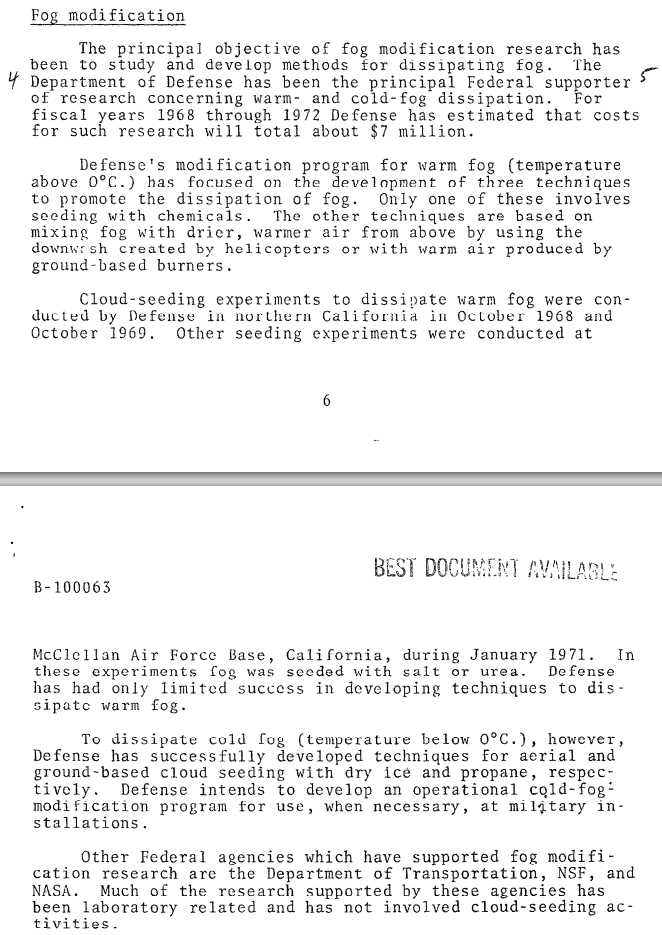 Fog modification
The principal objective of fog modification research has
been to study and develop methods for dissipating fog. The
4 Department of Defense has been the principal Federal supporter 5
of research concerning warm- and cold-fog dissipation. For
fiscal years 1968 through 1972 Defense has estimated that costs
for such research will total about $7 million.
Defense's modification program for warm fog (temperature
above 0°C.) has focused on the development of three techniques
to promote the dissipation of fog. Only one of these involves
seeding with chemicals. The other techniques are based on
mixing fog with drier, warmer air from above by using the
downwash created by helicopters or with warm air produced by
ground-based burners.
Cloud-seeding experiments to dissipate warm fog were con-
ducted by Defense in northern California in October 1968 and
October 1969. Other seeding experiments were conducted at
6
BEST DOCUMENT AVAILABLE
B-100063
McClellan Air Force Base, California, during January 1971. In
these experiments fog was seeded with salt or urea. Defense
has had only limited success in developing techniques to dis-
sipate warm fog.
To dissipate cold fog (temperature below 0°C.), however,
Defense has successfully developed techniques for aerial and
ground-based cloud seeding with dry ice and propane, respec-
tively. Defense intends to develop an operational cold-fog-
modification program for use, when necessary, at military in-
stallations.
Other Federal agencies which have supported fog modifi-
cation research are the Department of Transportation, NSF, and
NASA. Much of the research supported by these agencies has
been laboratory related and has not involved cloud-seeding ac-
tivities.